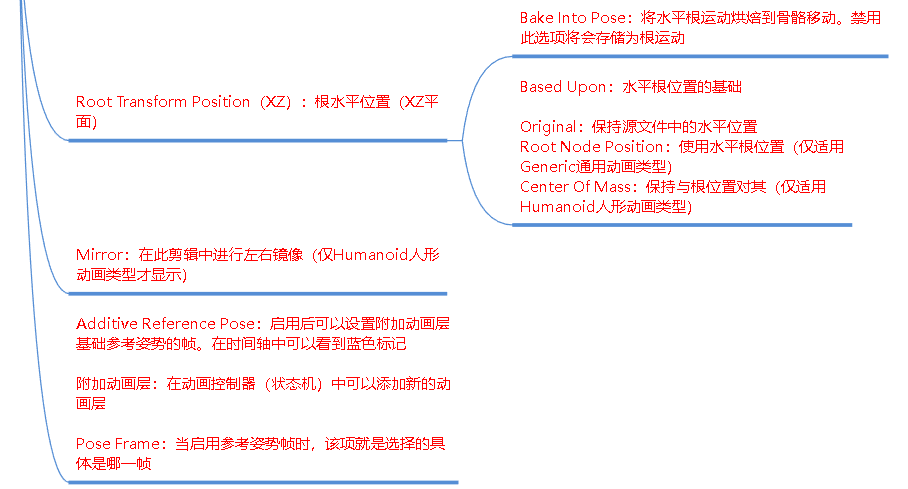 Bake Into Pose：将水平根运动烘焙到骨骼移动。禁用
此选项将会存储为根运动
Root Transform Position（XZ）：根水平位置（XZ平
面）
Based Upon：水平根位置的基础
Original：保持源文件中的水平位置
Root Node Position：使用水平根位置（仅适用
Generic通用动画类型）
Center Of Mass：保持与根位置对其（仅适用
Humanoid人形动画类型）
Mirror：在此剪辑中进行左右镜像（仅Humanoid人形
动画类型才显示）
Additive Reference Pose：启用后可以设置附加动画层
基础参考姿势的帧。在时间轴中可以看到蓝色标记
附加动画层：在动画控制器（状态机）中可以添加新的动
画层
Pose Frame：当启用参考姿势帧时，该项就是选择的具
体是哪一帧